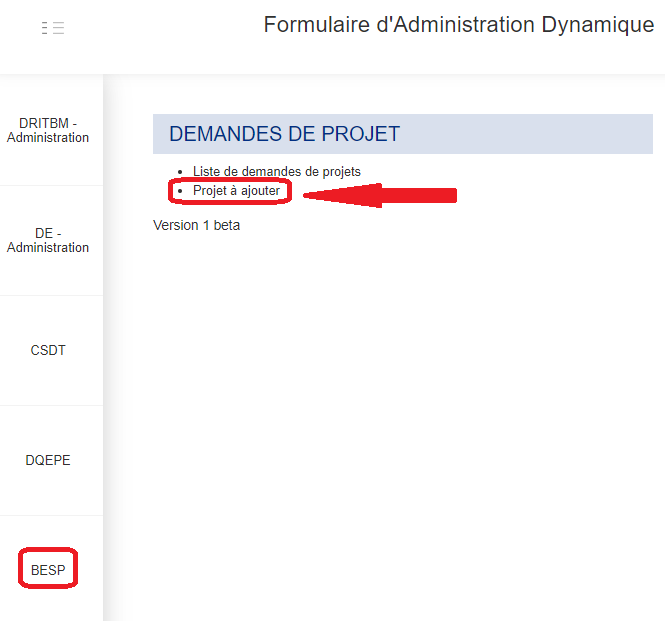 Formulaire d'Administration Dynamique
DRITBM -
Administration
DE -
Administration
CSDT
DQEPE
BESP
DEMANDES DE PROJET
Liste de demandes de projets
Projet à ajouter
Version 1 beta